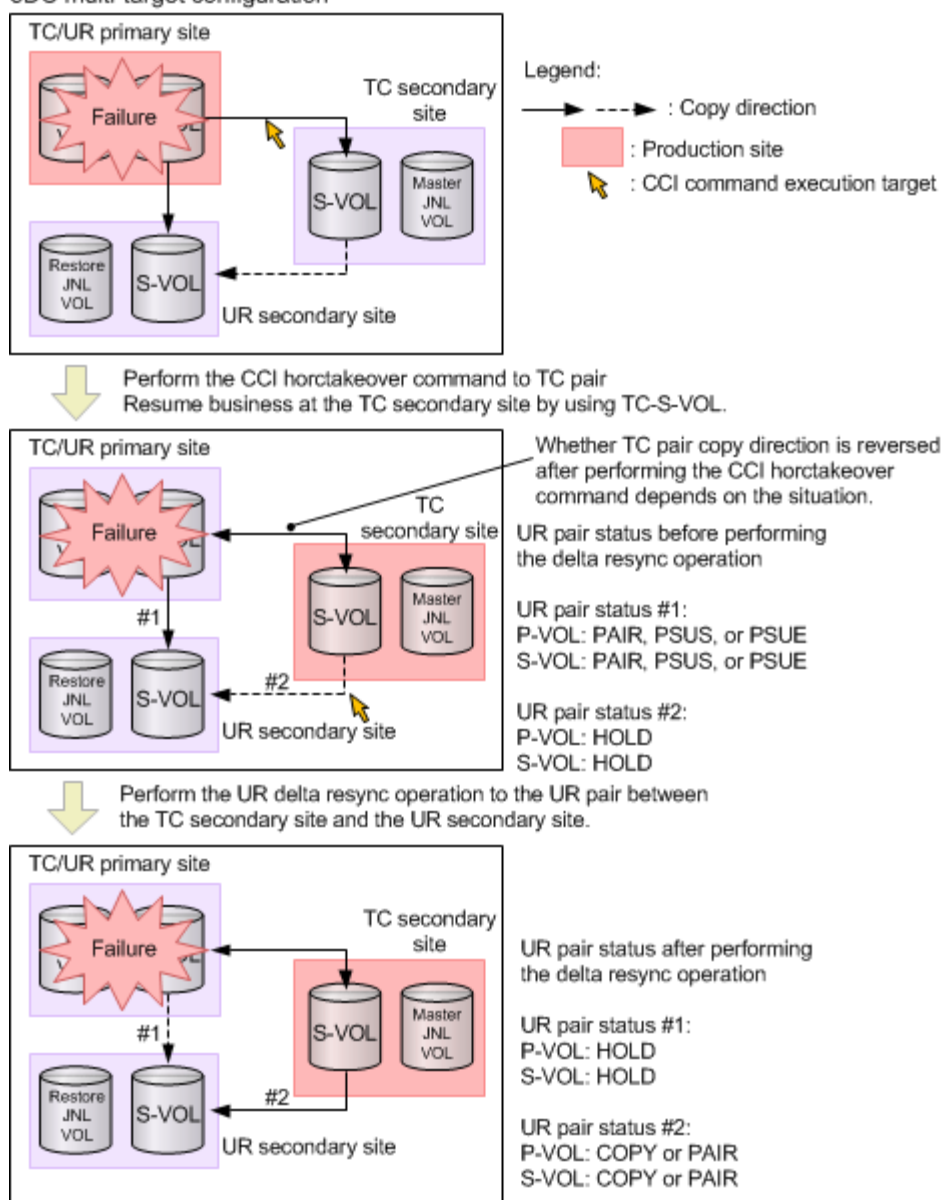 TC/UR primary site
Failure
TC secondary
site
S-VOL
Master
JNL
VOL
Restore
JNL
VOL
S-VOL
UR secondary site
Legend:
: Copy direction
: Production site
: CCI command execution target
Perform the CCI horctakeover command to TC pair
Resume business at the TC secondary site by using TC-S-VOL.
TC/UR primary site
Failure
TC
secondary site
#1
S-VOL
Master
JNL
VOL
Restore
JNL
VOL
S-VOL
#2
UR secondary site
Whether TC pair copy direction is reversed
after performing the CCI horctakeover
command depends on the situation.
UR pair status before performing
the delta resync operation
UR pair status #1:
P-VOL: PAIR, PSUS, or PSUE
S-VOL: PAIR, PSUS, or PSUE
UR pair status #2:
P-VOL: HOLD
S-VOL: HOLD
Perform the UR delta resync operation to the UR pair between
the TC secondary site and the UR secondary site.
TC/UR primary site
Failure
TC secondary
site
#1
S-VOL
Master
JNL
VOL
Restore
JNL
VOL
S-VOL
#2
UR secondary site
UR pair status after performing
the delta resync operation
UR pair status #1:
P-VOL: HOLD
S-VOL: HOLD
UR pair status #2:
P-VOL: COPY or PAIR
S-VOL: COPY or PAIR